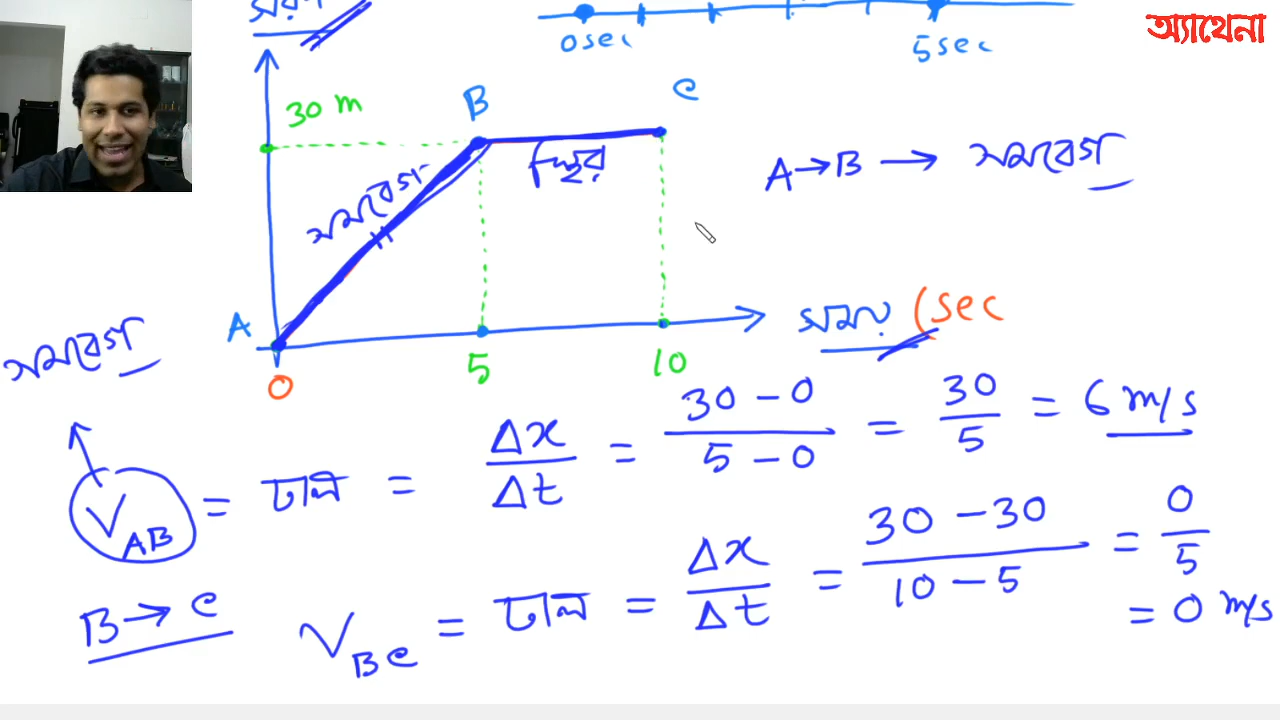 অ্যাথেনা
সরণ
0sec
5sec
30 m
B
C
স্থির
সমবেগ
A→B → সমবেগ
A
সময় (sec
0
5
10
সমবেগ
V_AB = ঢাল = Δx/Δt = 30 - 0/5 - 0 = 30/5 = 6 m/s
B → C
V_BC = ঢাল = Δx/Δt = 30 - 30/10 - 5 = 0/5
= 0 m/s